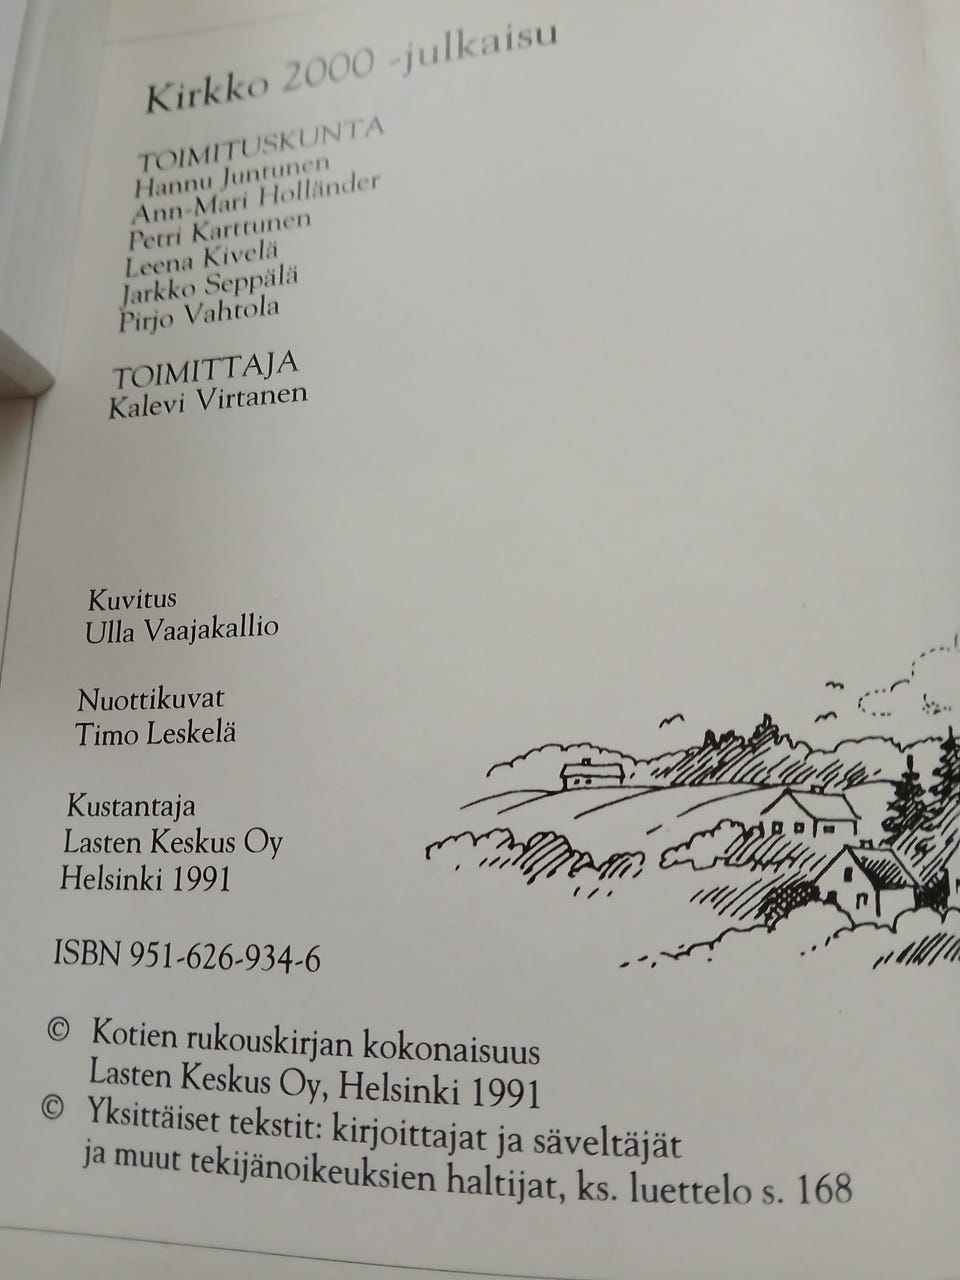 Kirkko 2000 -julkaisu
TOIMITUSKUNTA
Hannu Juntunen
Ann-Mari Holländer
Petri Karttunen
Leena Kivelä
Jarkko Seppälä
Pirjo Vahtola
TOIMITTAJA
Kalevi Virtanen
Kuvitus
Ulla Vaajakallio
Nuottikuvat
Timo Leskelä
Kustantaja
Lasten Keskus Oy
Helsinki 1991
ISBN 951-626-934-6
© Kotien rukouskirjan kokonaisuus
Lasten Keskus Oy, Helsinki 1991
© Yksittäiset tekstit: kirjoittajat ja säveltäjät
ja muut tekijänoikeuksien haltijat, ks. luettelo s. 168